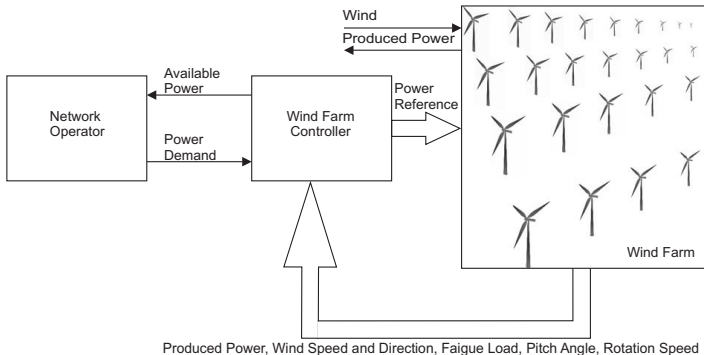 Wind
Produced Power
Available
Power
Power
Reference
Network
Operator
Wind Farm
Controller
Power
Demand
Wind Farm
Produced Power, Wind Speed and Direction, Faigue Load, Pitch Angle, Rotation Speed